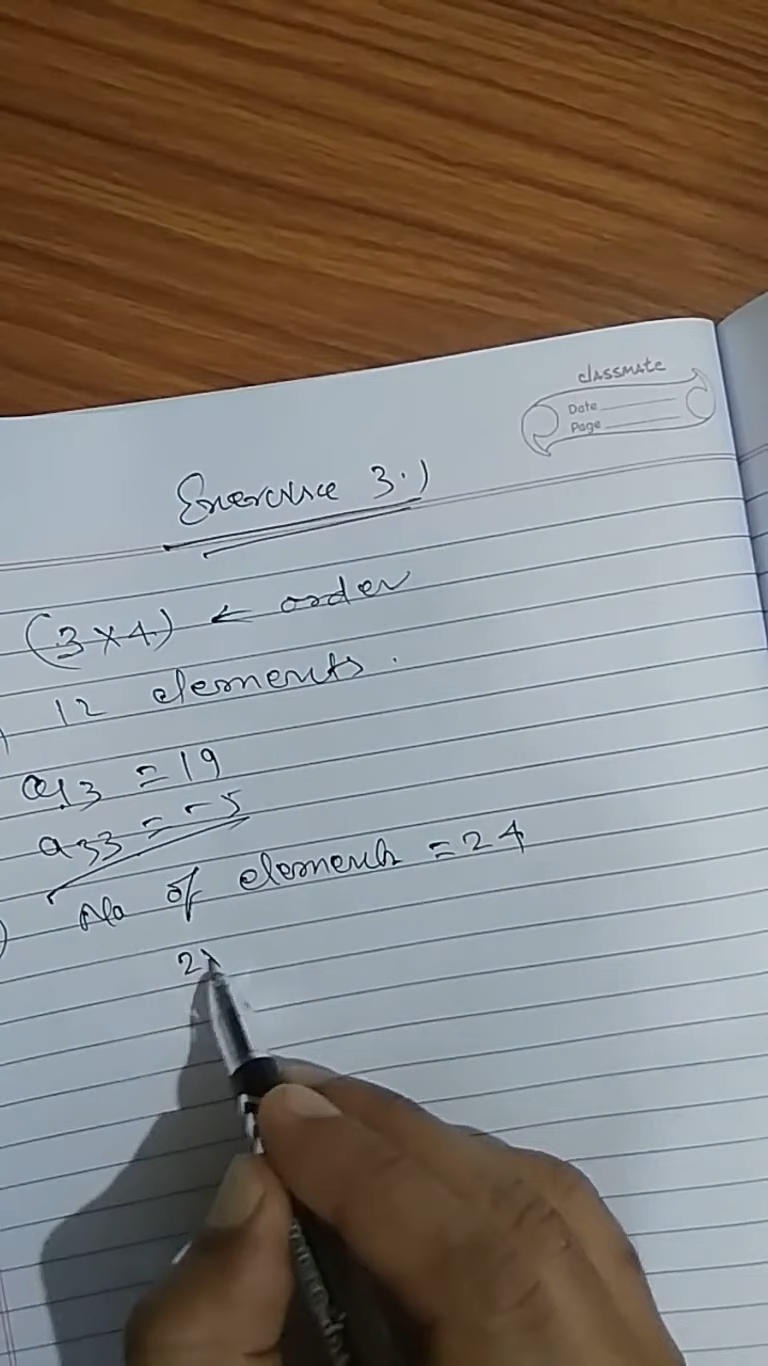 classmate
Date
Page
Exercise 3.1
(3×4) ← order
12 elements.
a13 = 19
a33 = -5
No of elements = 24
2×